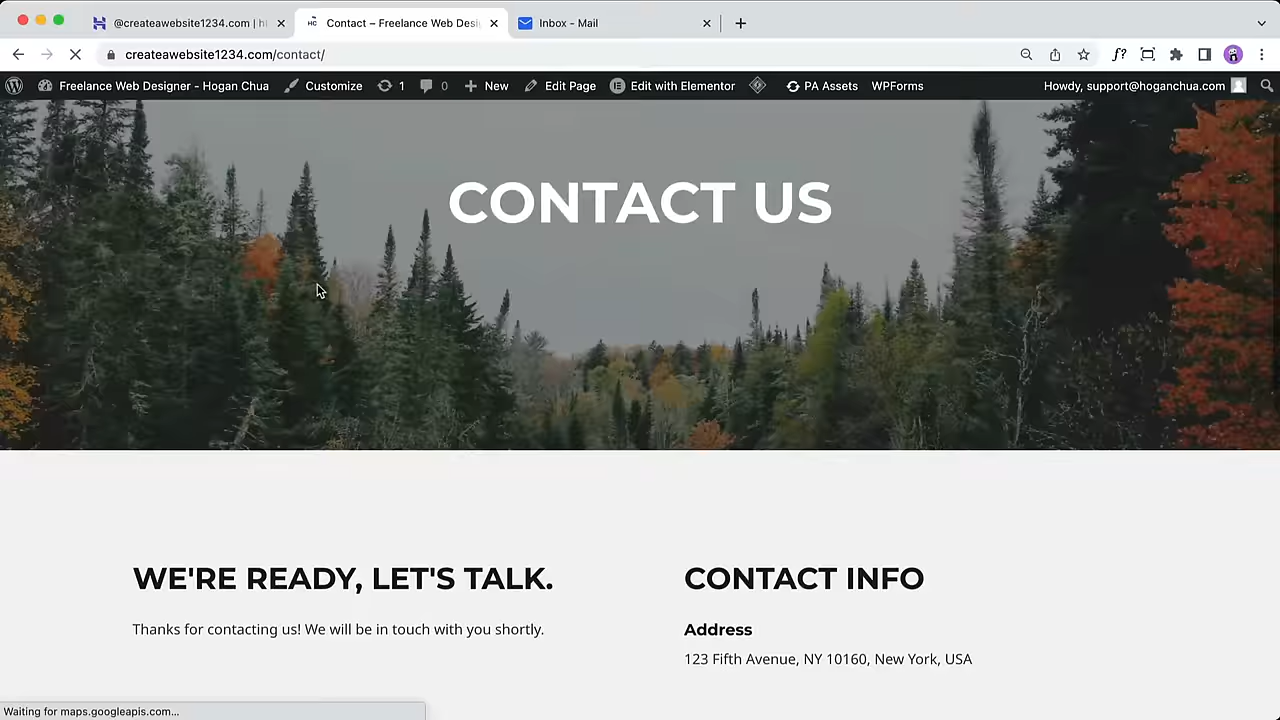 @createawebsite1234.com | h
Contact – Freelance Web Desi
Inbox - Mail
createawebsite1234.com/contact/
f?
Freelance Web Designer - Hogan Chua
Customize
1
0
New
Edit Page
Edit with Elementor
PA Assets
WPForms
Howdy, support@hoganchua.com
CONTACT US
WE'RE READY, LET'S TALK.
Thanks for contacting us! We will be in touch with you shortly.
CONTACT INFO
Address
123 Fifth Avenue, NY 10160, New York, USA
Waiting for maps.googleapis.com...